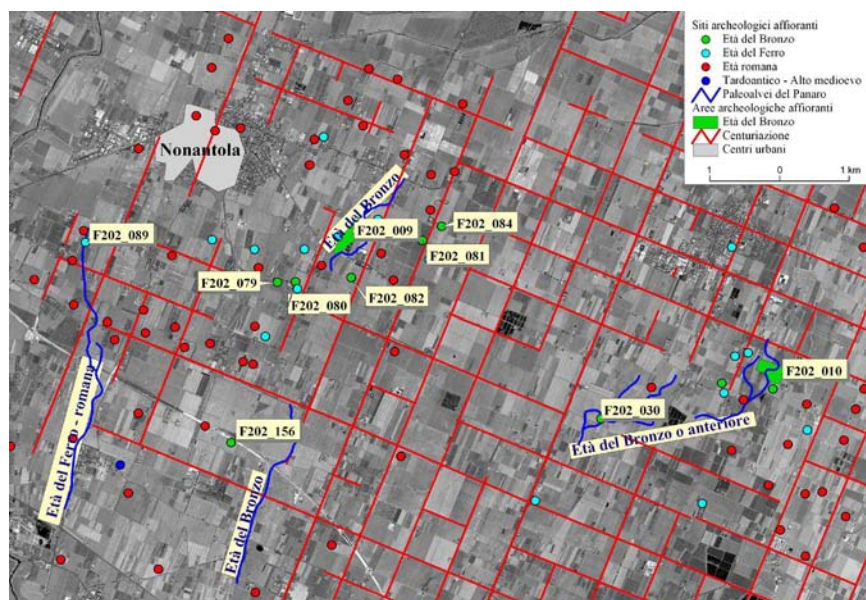 Siti archeologici affioranti
Età del Bronzo
Età del Ferro
Età romana
Tardoantico - Alto medioevo
Paleoalvei del Panaro
Aree archeologiche affioranti
Età del Bronzo
Centuriazione
Centri urbani
1 0 1 km
Nonantola
Età del Bronzo
F202_009
F202_084
F202_089
F202_081
F202_079
F202_080
F202_082
F202_010
F202_030
Età del Bronzo o anteriore
F202_156
Età del Ferro - romana
Età del Bronzo